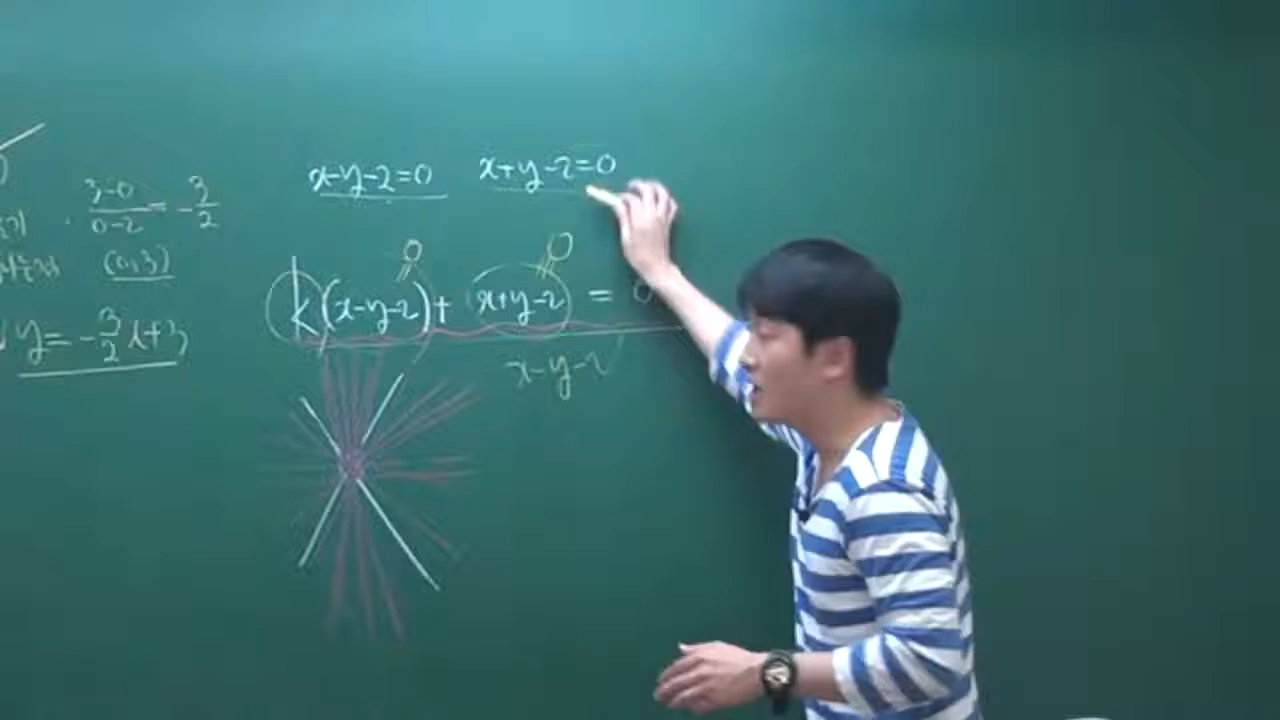 x-y-2=0
x+y-2=0
3-0/0-2=-3/2
(0,3)
y=-3/2x+3
0
0
k(x-y-2)+(x+y-2)=0
x-y-2